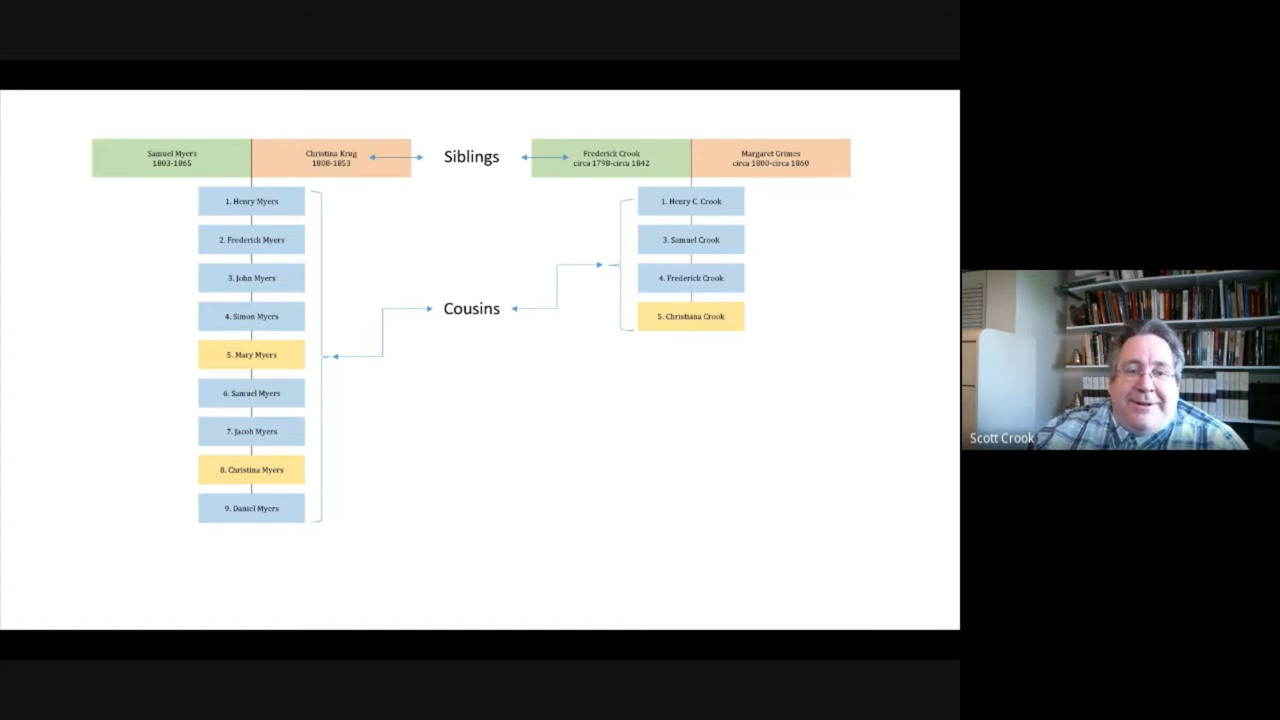 Samuel Myers
1803-1865
Christina Krug
1808-1853
Siblings
Frederick Crook
circa 1798-circa 1842
Margaret Grimes
circa 1800-circa 1860
1. Henry Myers
2. Frederick Myers
3. John Myers
4. Simon Myers
5. Mary Myers
6. Samuel Myers
7. Jacob Myers
8. Christina Myers
9. Daniel Myers
Cousins
1. Henry C. Crook
3. Samuel Crook
4. Frederick Crook
5. Christiana Crook
Scott Crook